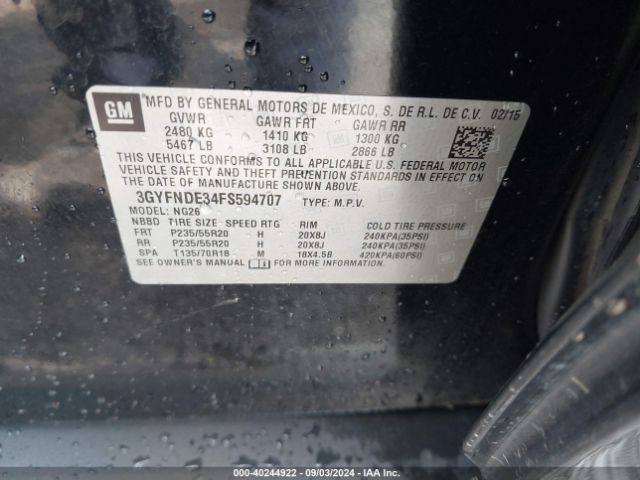 GM MFD BY GENERAL MOTORS DE MEXICO, S. DE R.L. DE C.V. 02/15
GVWR GAWR FRT GAWR RR
2480 KG 1410 KG 1300 KG
5467 LB 3108 LB 2866 LB
THIS VEHICLE CONFORMS TO ALL APPLICABLE U.S. FEDERAL MOTOR
VEHICLE SAFETY AND THEFT PREVENTION STANDARDS IN EFFECT ON
THE DATE OF MANUFACTURE SHOWN ABOVE.
3GYFNDE34FS594707 TYPE: M.P.V.
MODEL: NG26
NBBD TIRE SIZE SPEED RTG RIM COLD TIRE PRESSURE
FRT P235/55R20 H 20X8J 240KPA(35PSI)
RR P235/55R20 H 20X8J 240KPA(35PSI)
SPA T135/70R18 M 18X4.5B 420KPA(60PSI)
SEE OWNER'S MANUAL FOR MORE INFORMATION.
000-40244922 - 09/03/2024 - IAAI.COM